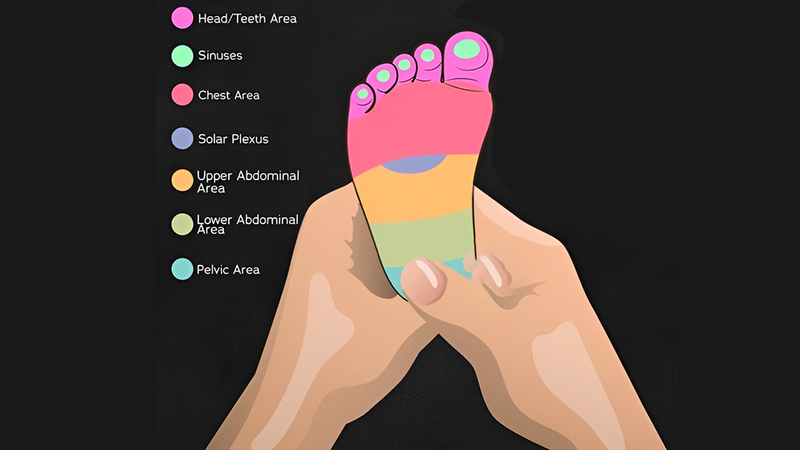 Head/Teeth Area
Sinuses
Chest Area
Solar Plexus
Upper Abdominal
Area
Lower Abdominal
Area
Pelvic Area